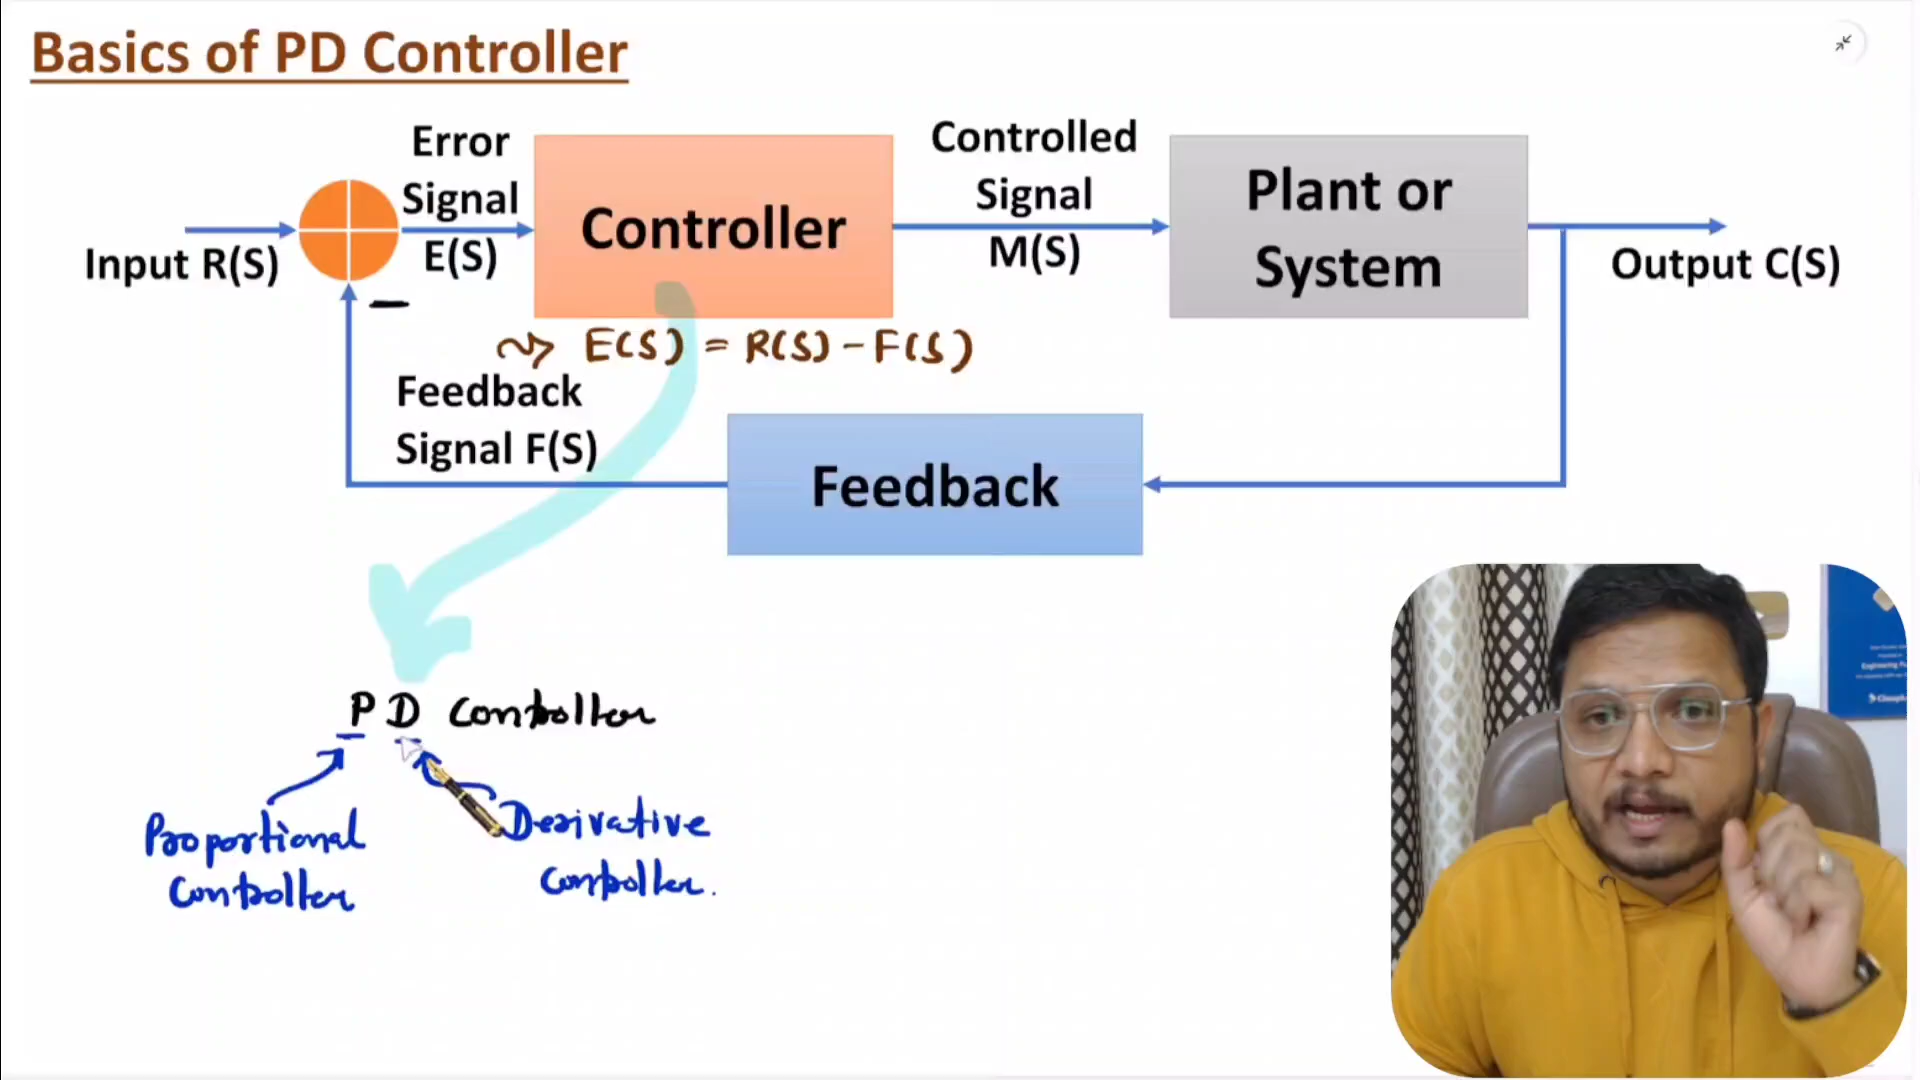 Basics of PD Controller
Error
Signal
E(S)
Controller
Controlled
Signal
M(S)
Plant or
System
Input R(S)
Output C(S)
–
E(S) = R(S) – F(S)
Feedback
Signal F(S)
Feedback
PD Controller
Proportional
Controller
Derivative
Controller.